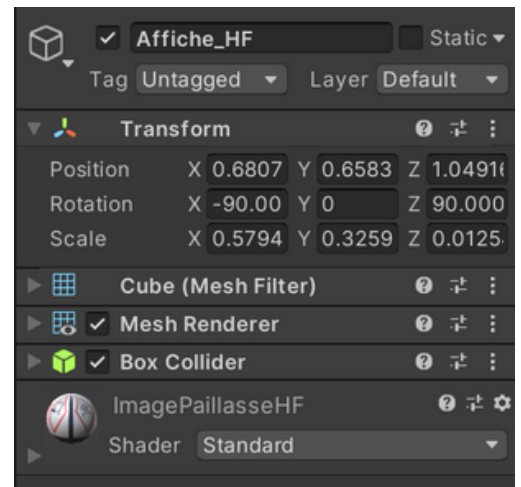 Affiche_HF Static
Tag Untagged Layer Default
Transform
Position X 0.6807 Y 0.6583 Z 1.0491
Rotation X -90.00 Y 0 Z 90.000
Scale X 0.5794 Y 0.3259 Z 0.0125
Cube (Mesh Filter)
Mesh Renderer
Box Collider
ImagePaillasseHF
Shader Standard